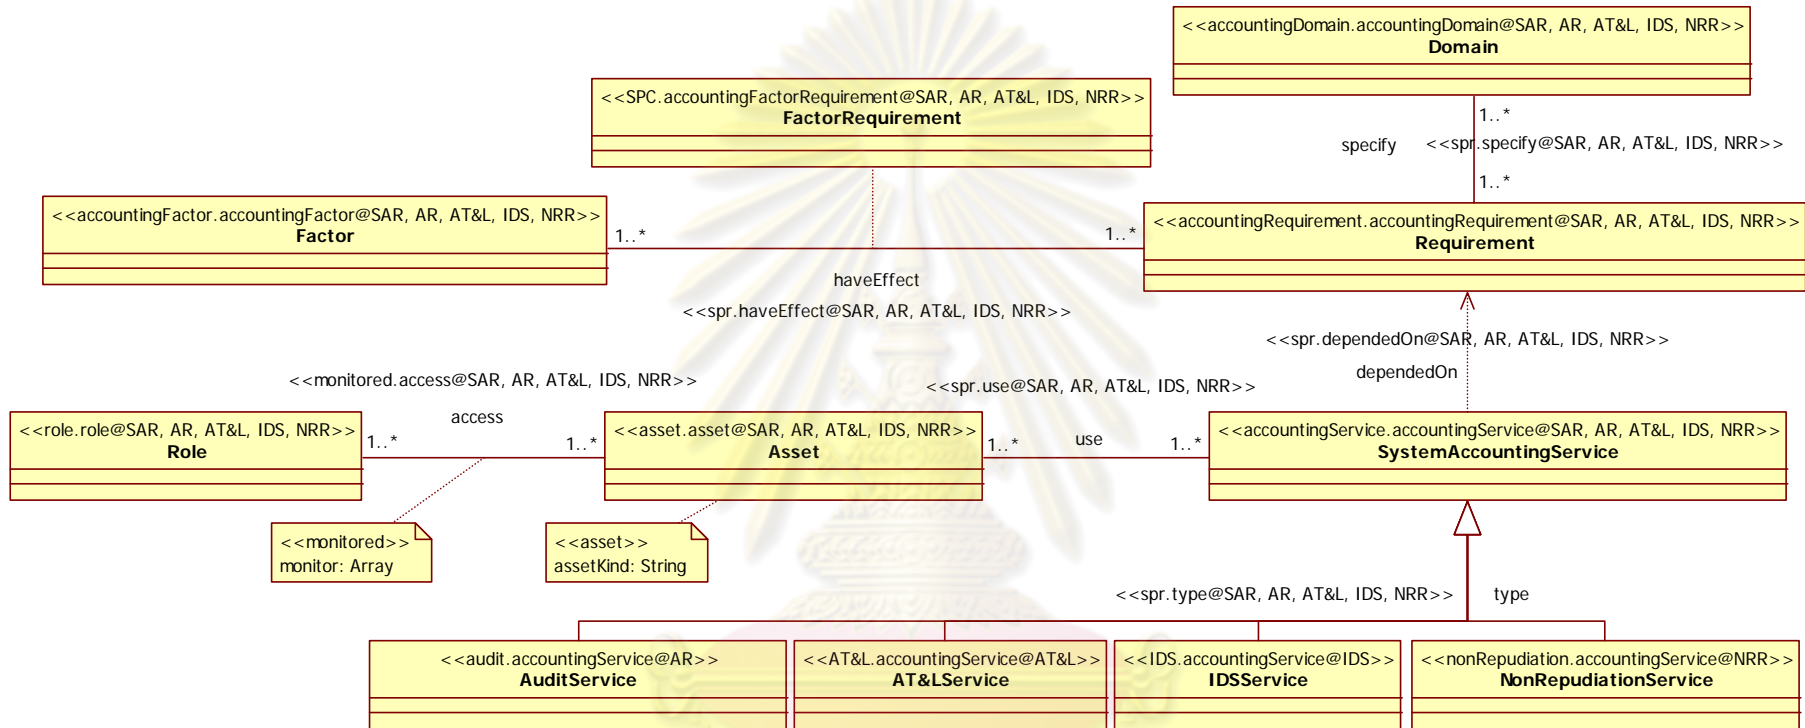 <<accountingDomain.accountingDomain@SAR, AR, AT&L, IDS, NRR>>
Domain
<<SPC.accountingFactorRequirement@SAR, AR, AT&L, IDS, NRR>>
FactorRequirement
1..*
specify
<<spr.specify@SAR, AR, AT&L, IDS, NRR>>
1..*
<<accountingFactor.accountingFactor@SAR, AR, AT&L, IDS, NRR>>
Factor
1..*
1..*
<<accountingRequirement.accountingRequirement@SAR, AR, AT&L, IDS, NRR>>
Requirement
haveEffect
<<spr.haveEffect@SAR, AR, AT&L, IDS, NRR>>
<<spr.dependedOn@SAR, AR, AT&L, IDS, NRR>>
dependedOn
<<monitored.access@SAR, AR, AT&L, IDS, NRR>>
access
<<spr.use@SAR, AR, AT&L, IDS, NRR>>
<<role.role@SAR, AR, AT&L, IDS, NRR>>
Role
1..*
1..*
<<asset.asset@SAR, AR, AT&L, IDS, NRR>>
Asset
1..*
use
1..*
<<accountingService.accountingService@SAR, AR, AT&L, IDS, NRR>>
SystemAccountingService
<<monitored>>
monitor: Array
<<asset>>
assetKind: String
<<spr.type@SAR, AR, AT&L, IDS, NRR>>
type
<<audit.accountingService@AR>>
AuditService
<<AT&L.accountingService@AT&L>>
AT&LService
<<IDS.accountingService@IDS>>
IDSService
<<nonRepudiation.accountingService@NRR>>
NonRepudiationService